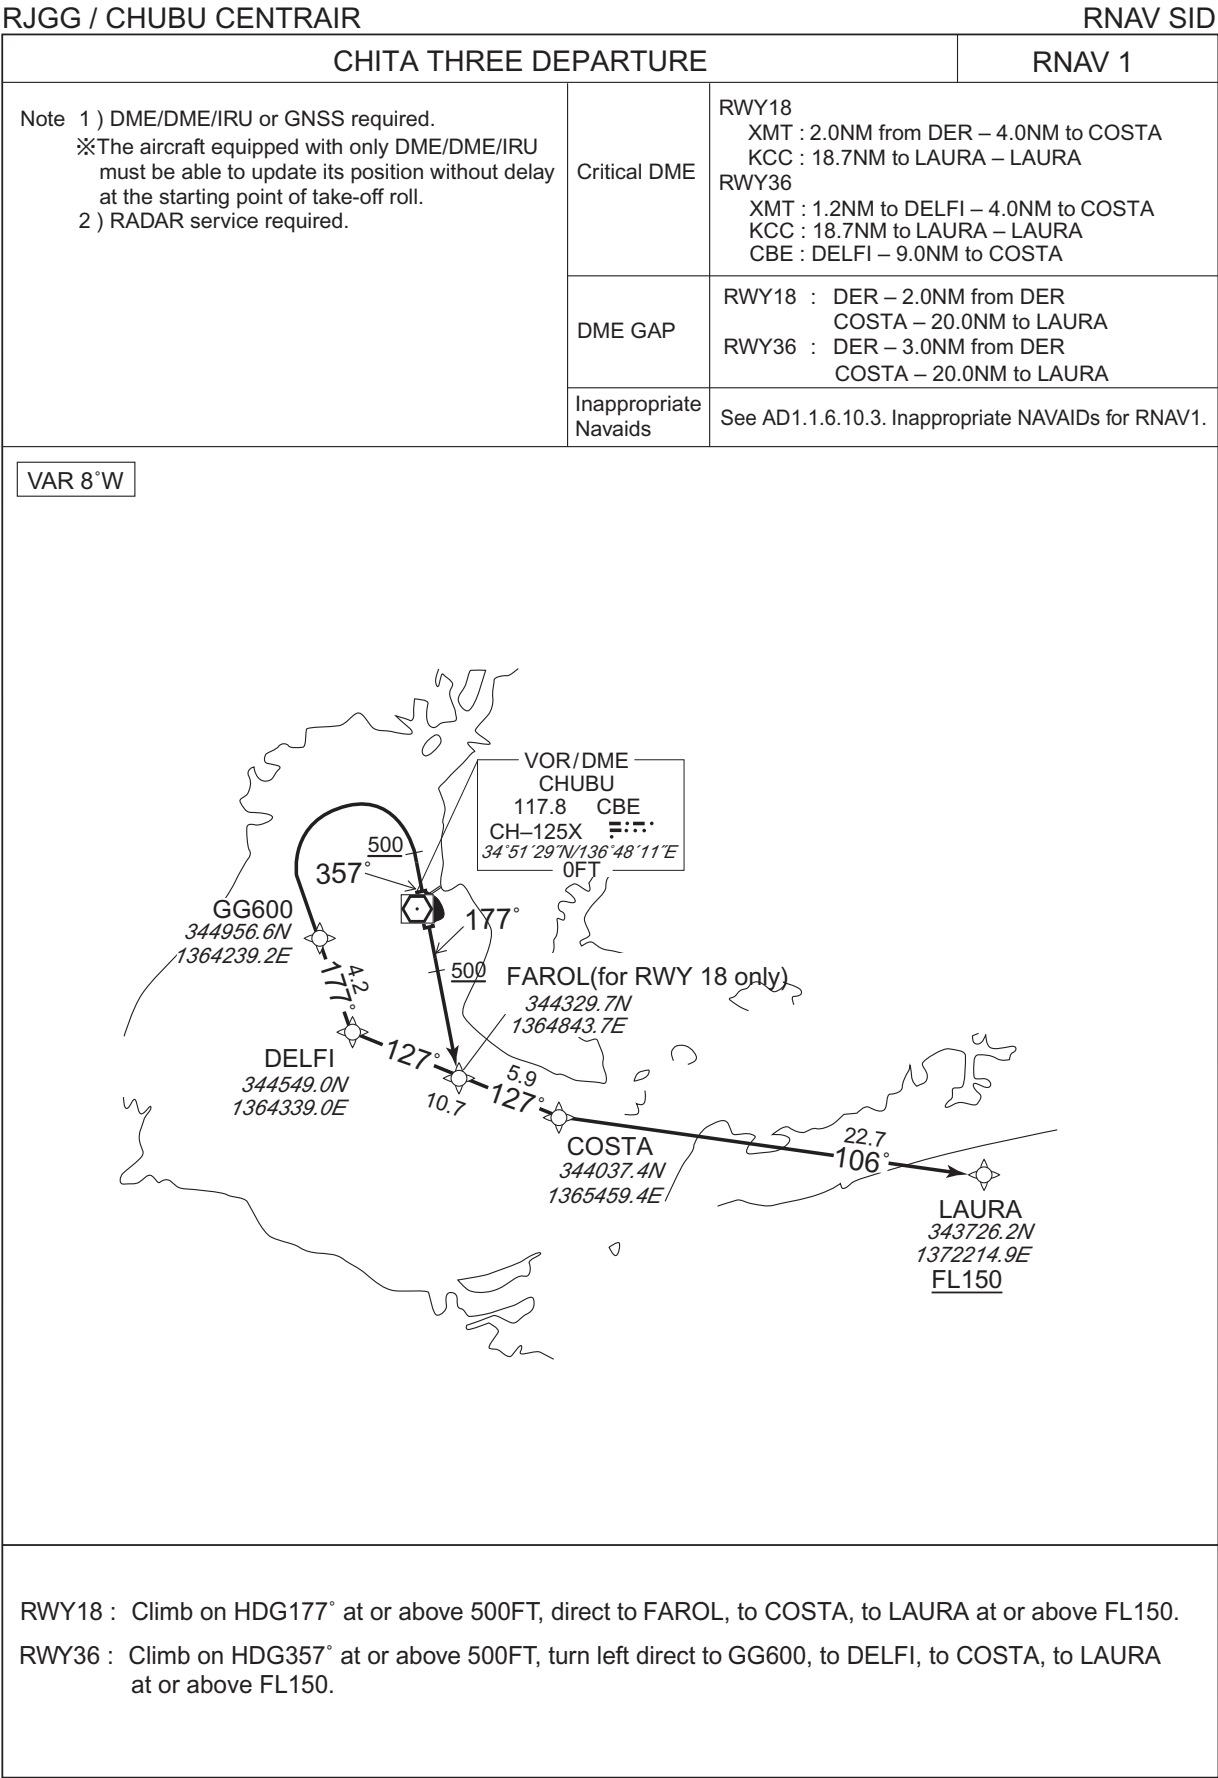 RJGG / CHUBU CENTRAIR
RNAV SID
CHITA THREE DEPARTURE
RNAV 1
Note 1 ) DME/DME/IRU or GNSS required.
※The aircraft equipped with only DME/DME/IRU
must be able to update its position without delay
at the starting point of take-off roll.
2 ) RADAR service required.
Critical DME
RWY18
XMT : 2.0NM from DER – 4.0NM to COSTA
KCC : 18.7NM to LAURA – LAURA
RWY36
XMT : 1.2NM to DELFI – 4.0NM to COSTA
KCC : 18.7NM to LAURA – LAURA
CBE : DELFI – 9.0NM to COSTA
DME GAP
RWY18 : DER – 2.0NM from DER
COSTA – 20.0NM to LAURA
RWY36 : DER – 3.0NM from DER
COSTA – 20.0NM to LAURA
Inappropriate
Navaids
See AD1.1.6.10.3. Inappropriate NAVAIDs for RNAV1.
VAR 8˚W
VOR/DME
CHUBU
117.8 CBE
CH–125X
34˚51´29˝N/136˚48´11˝E
0FT
500
357˚
GG600
344956.6N
1364239.2E
177˚
500
FAROL(for RWY 18 only)
344329.7N
1364843.7E
4.2
177˚
DELFI
344549.0N
1364339.0E
127˚
10.7
5.9
127˚
COSTA
344037.4N
1365459.4E
22.7
106˚
LAURA
343726.2N
1372214.9E
FL150
RWY18 : Climb on HDG177˚ at or above 500FT, direct to FAROL, to COSTA, to LAURA at or above FL150.
RWY36 : Climb on HDG357˚ at or above 500FT, turn left direct to GG600, to DELFI, to COSTA, to LAURA
at or above FL150.